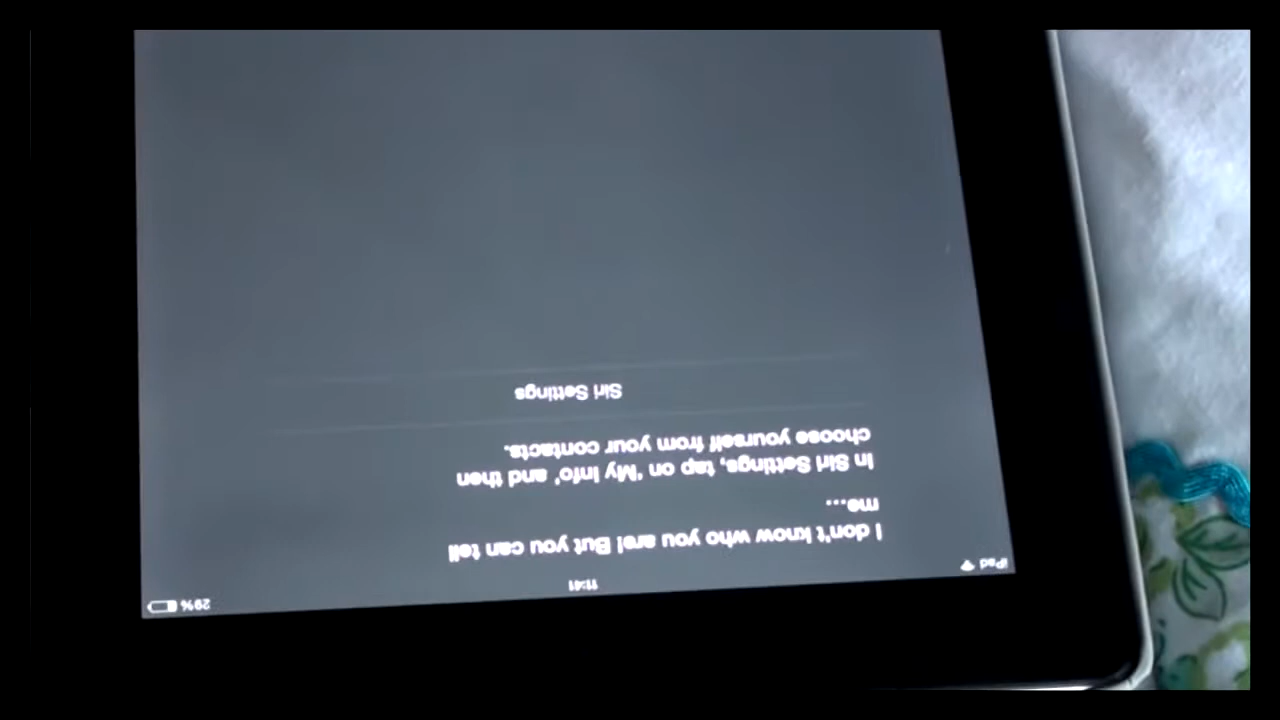 iPad
11:41
29%
I don't know who you are! But you can tell
me...
In Siri Settings, tap on 'My Info' and then
choose yourself from your contacts.
Siri Settings